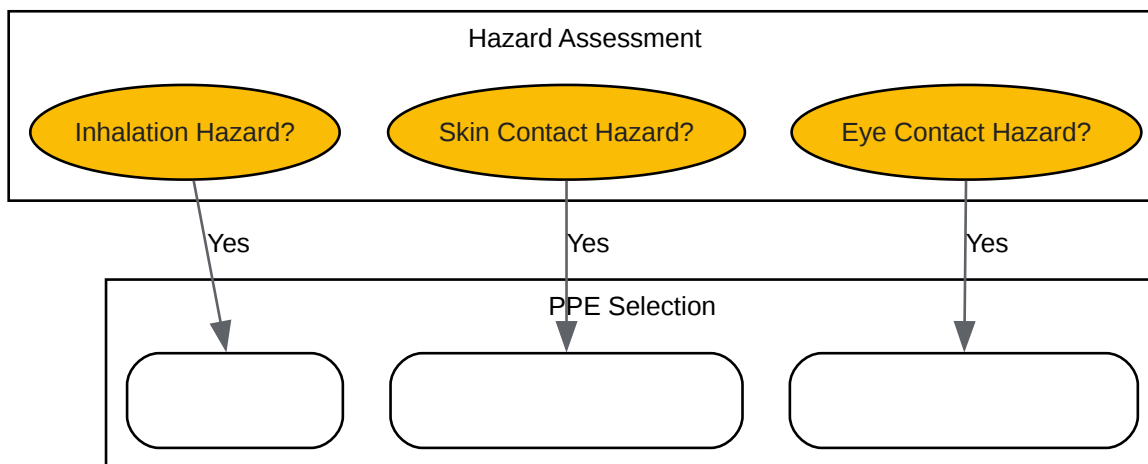 Hazard Assessment
Inhalation Hazard?
Skin Contact Hazard?
Eye Contact Hazard?
Yes
Yes
Yes
PPE Selection